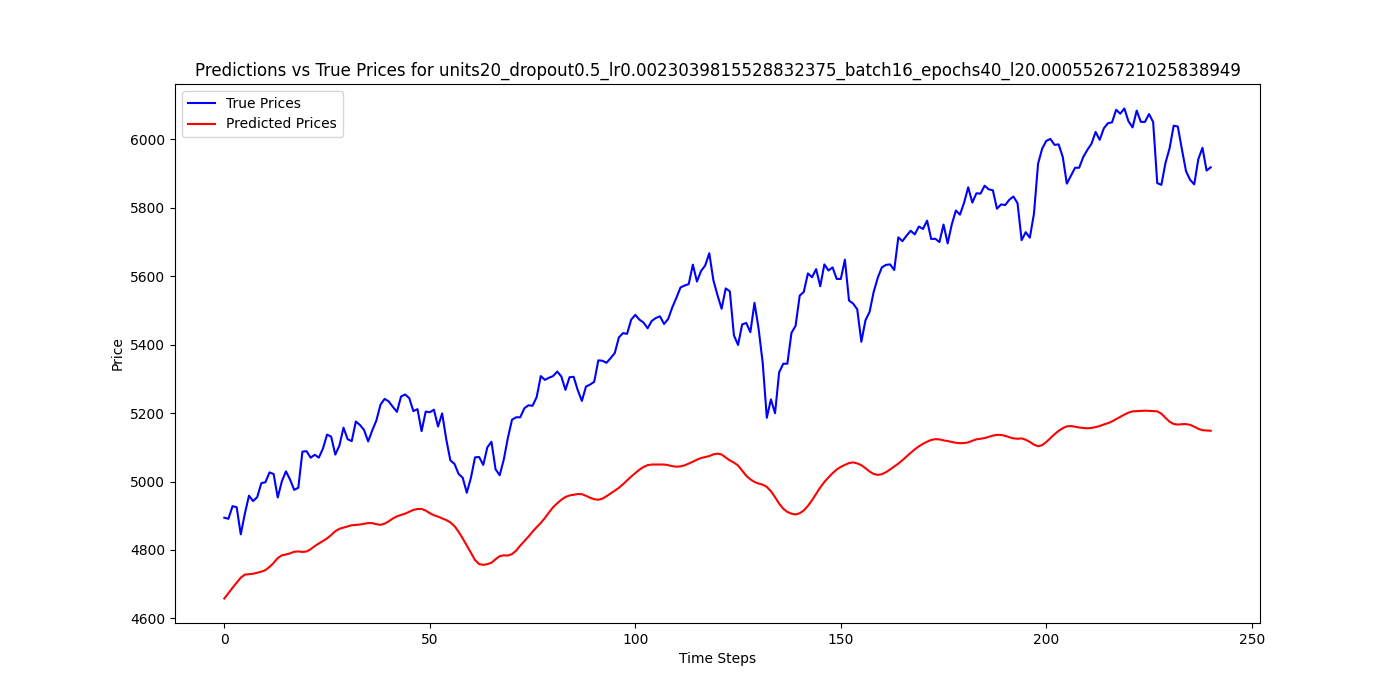 Predictions vs True Prices for units20_dropout0.5_lr0.0023039815528832375_batch16_epochs40_l20.0005526721025838949
True Prices
Predicted Prices
6000
5800
5600
5400
5200
5000
4800
4600
Price
0 50 100 150 200 250
Time Steps